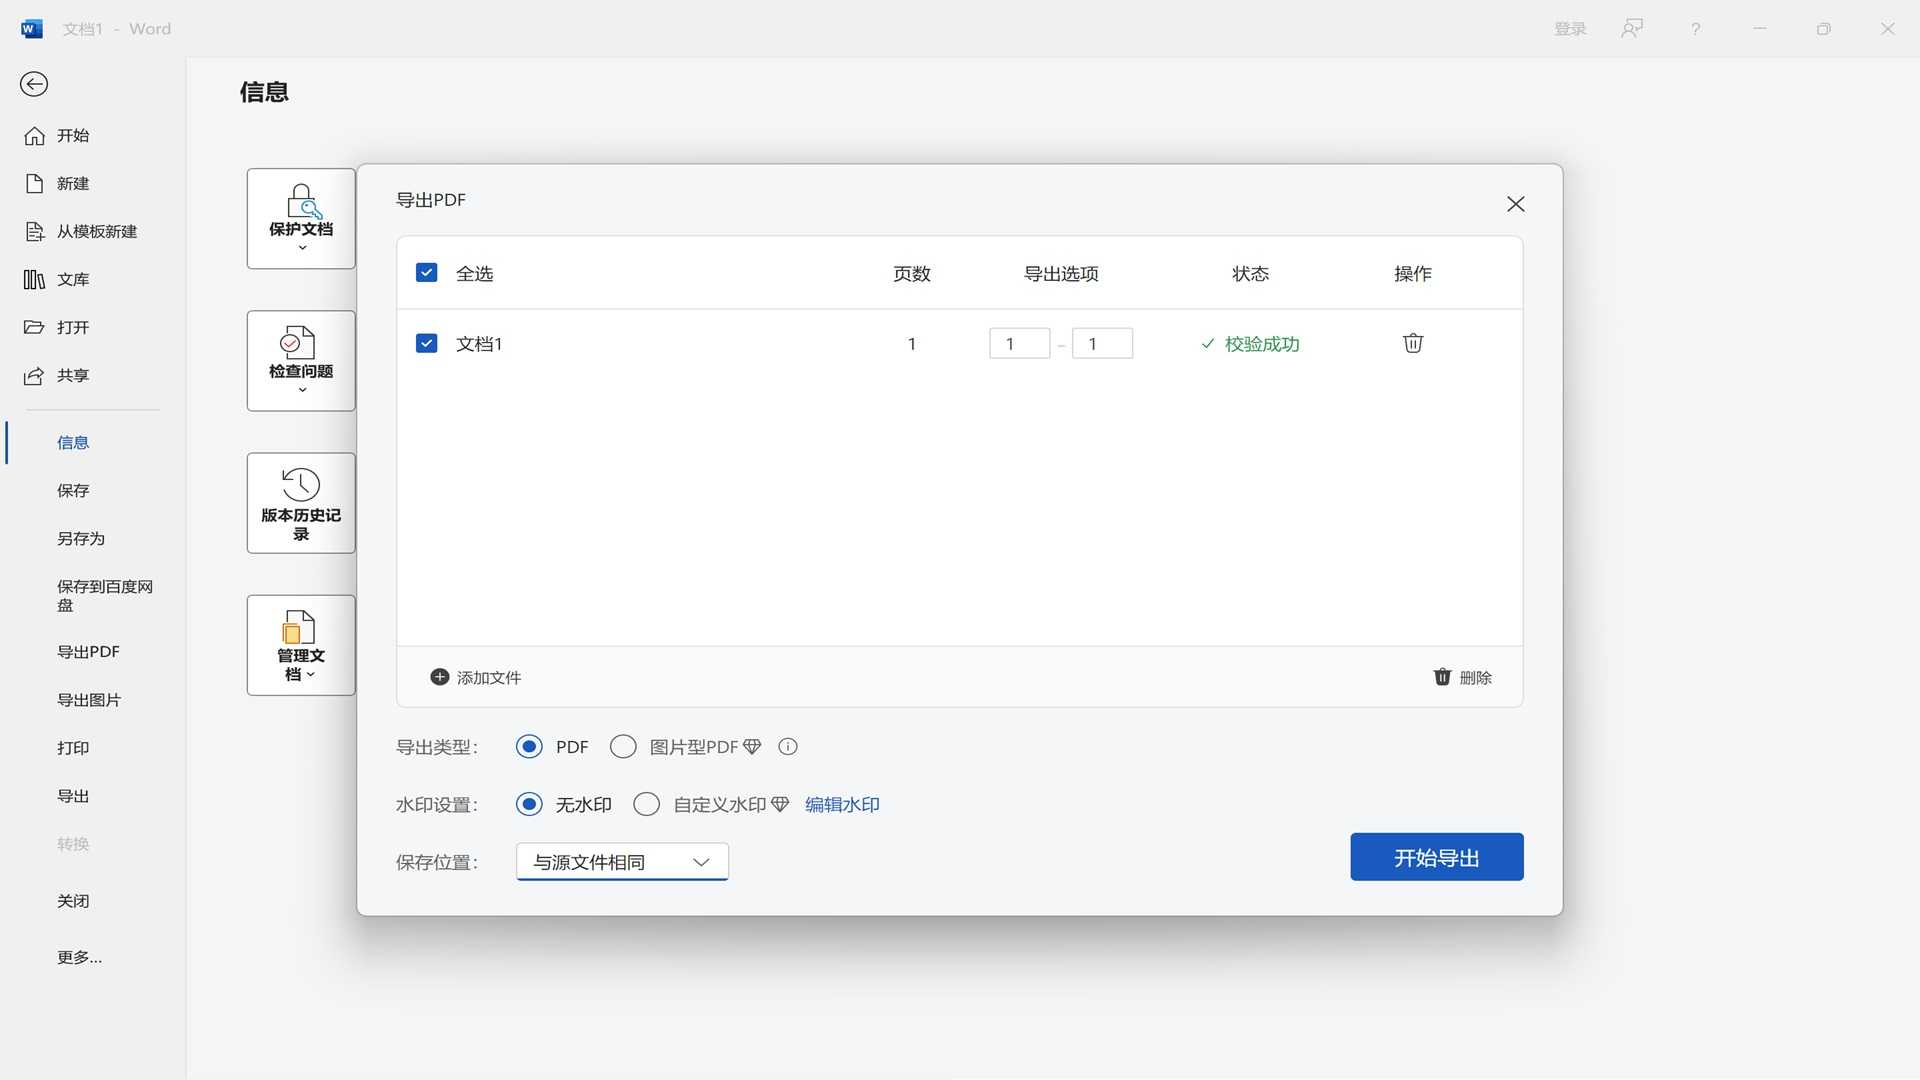 文档1 - Word
登录
信息
开始
新建
从模板新建
文库
打开
共享
信息
保存
另存为
保存到百度网
盘
导出PDF
导出图片
打印
导出
转换
关闭
更多...
保护文档
检查问题
版本历史记
录
管理文
档
导出PDF
全选 页数 导出选项 状态 操作
文档1 1 1 – 1 校验成功
添加文件 删除
导出类型: PDF 图片型PDF
水印设置: 无水印 自定义水印 编辑水印
保存位置: 与源文件相同
开始导出